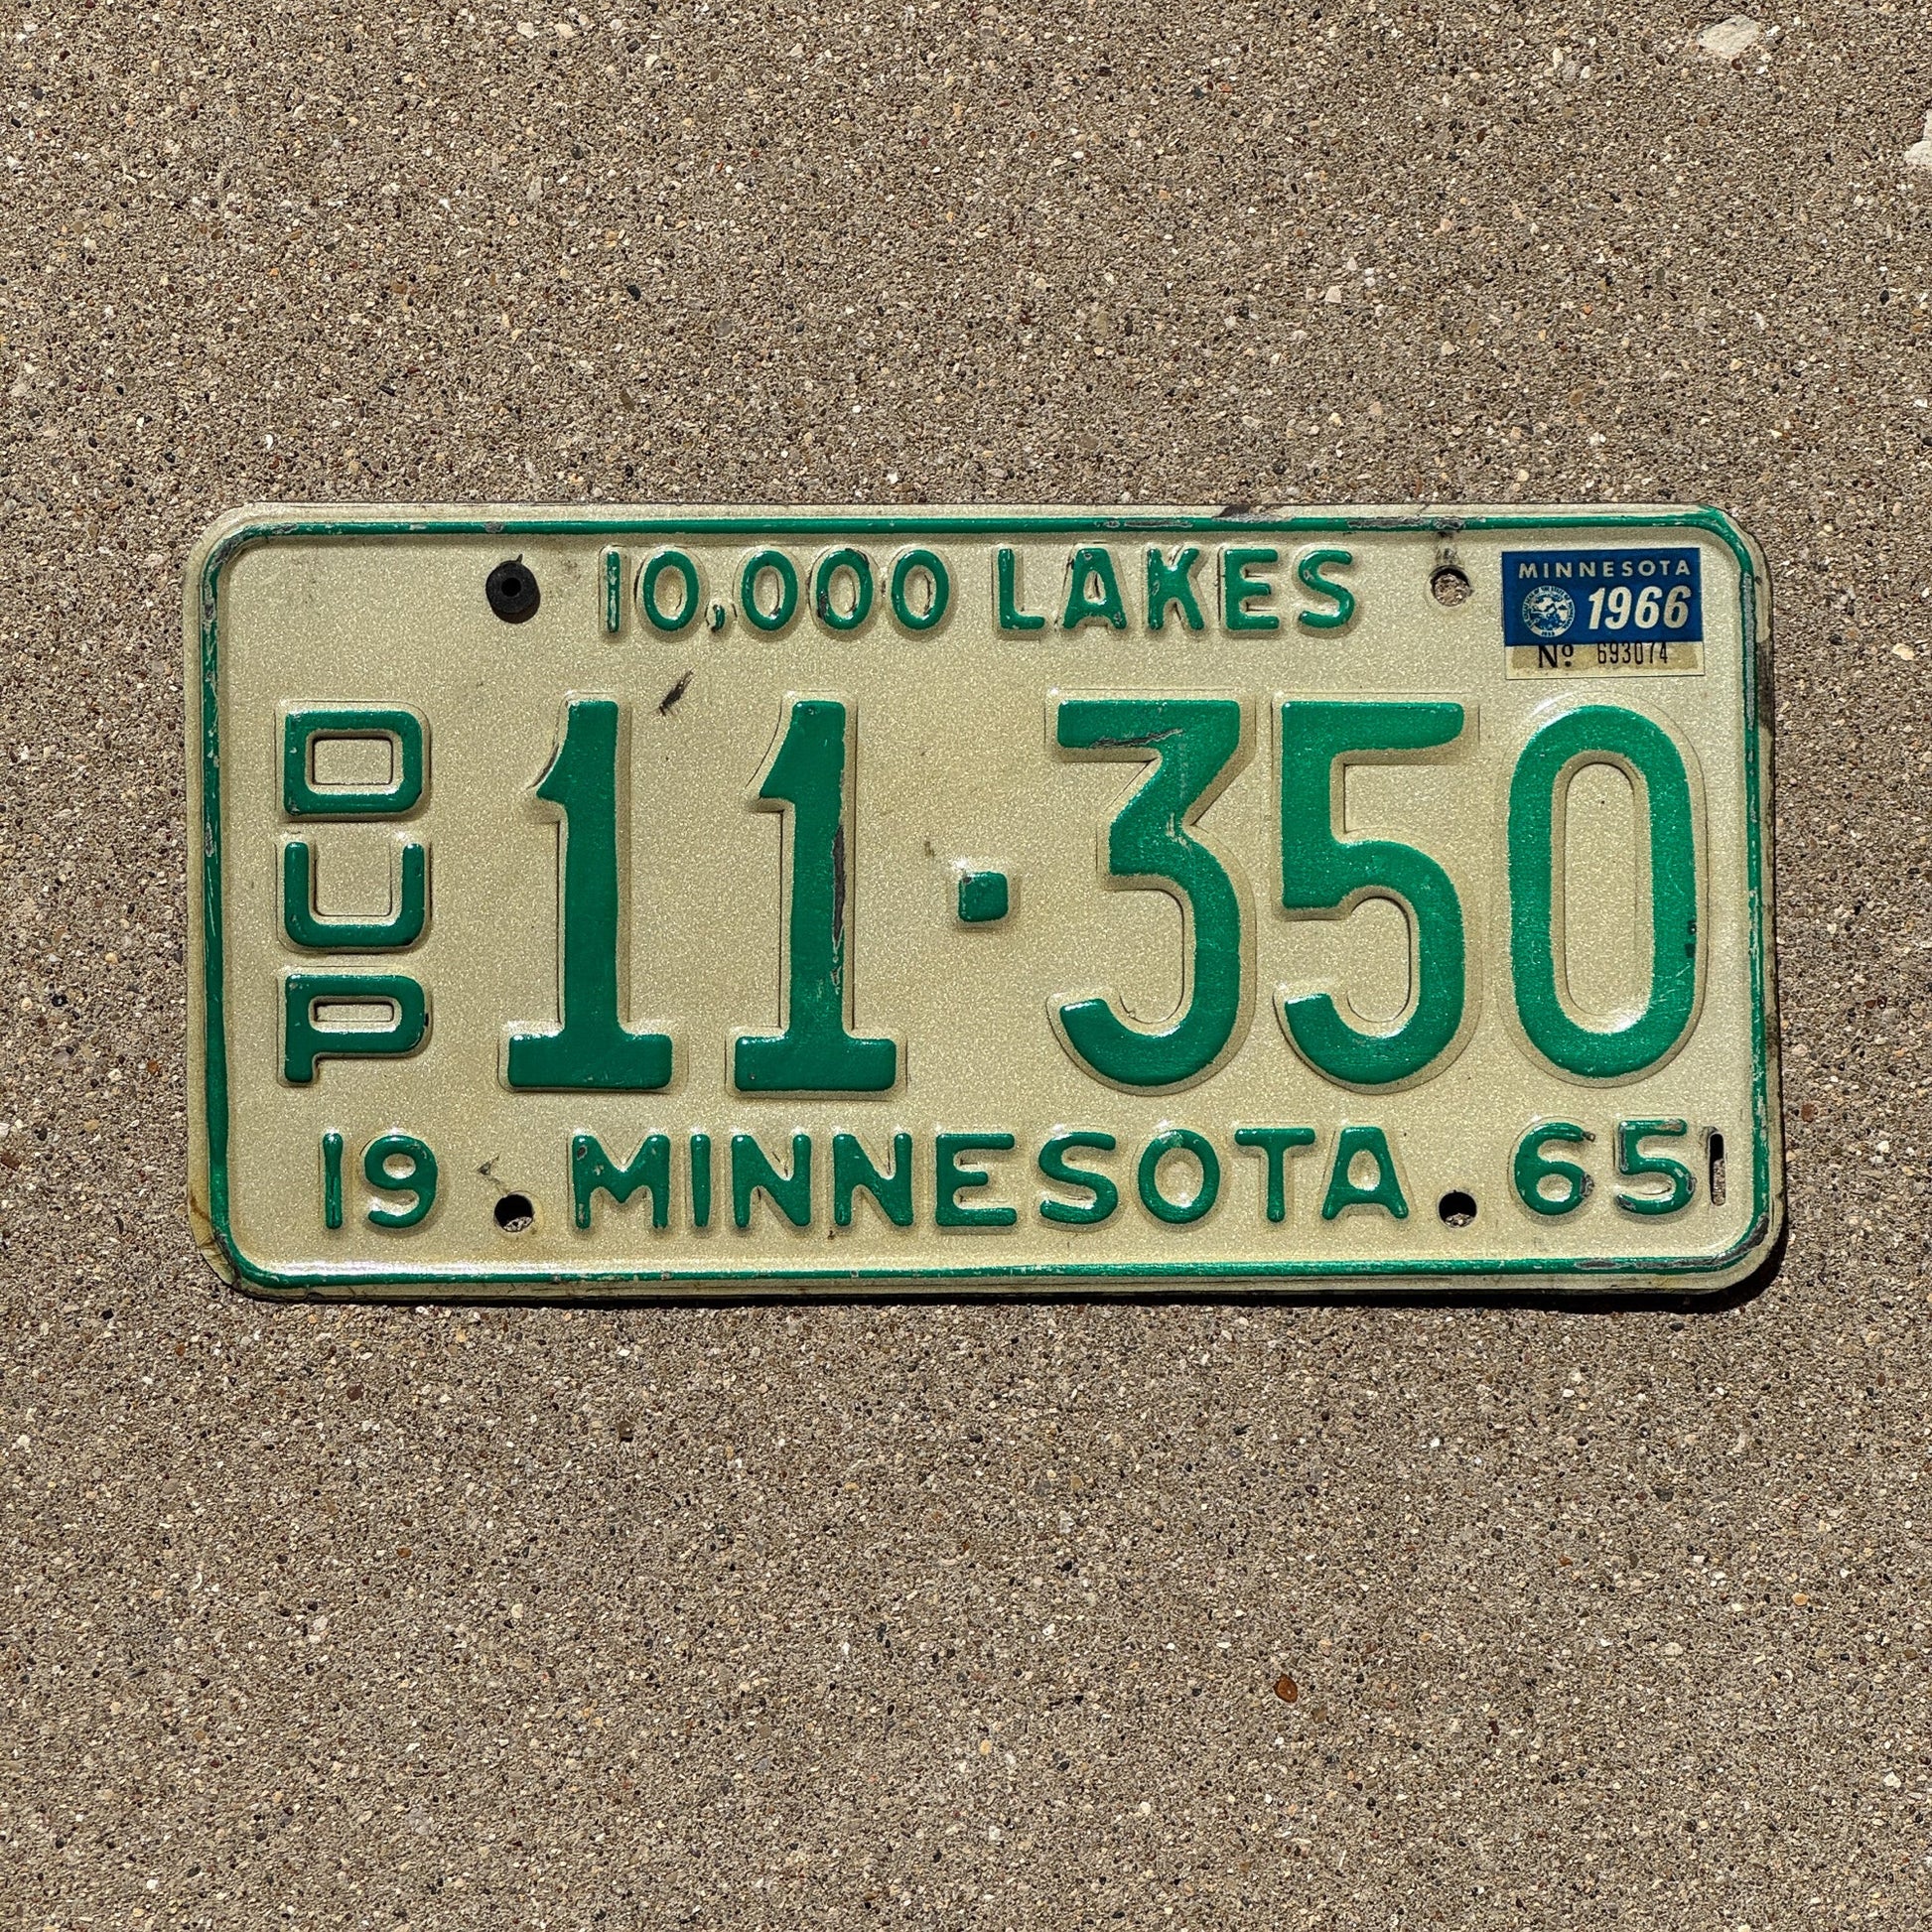 10,000 LAKES
MINNESOTA
1966
Nº 693074
DUP
11·350
19 MINNESOTA 65